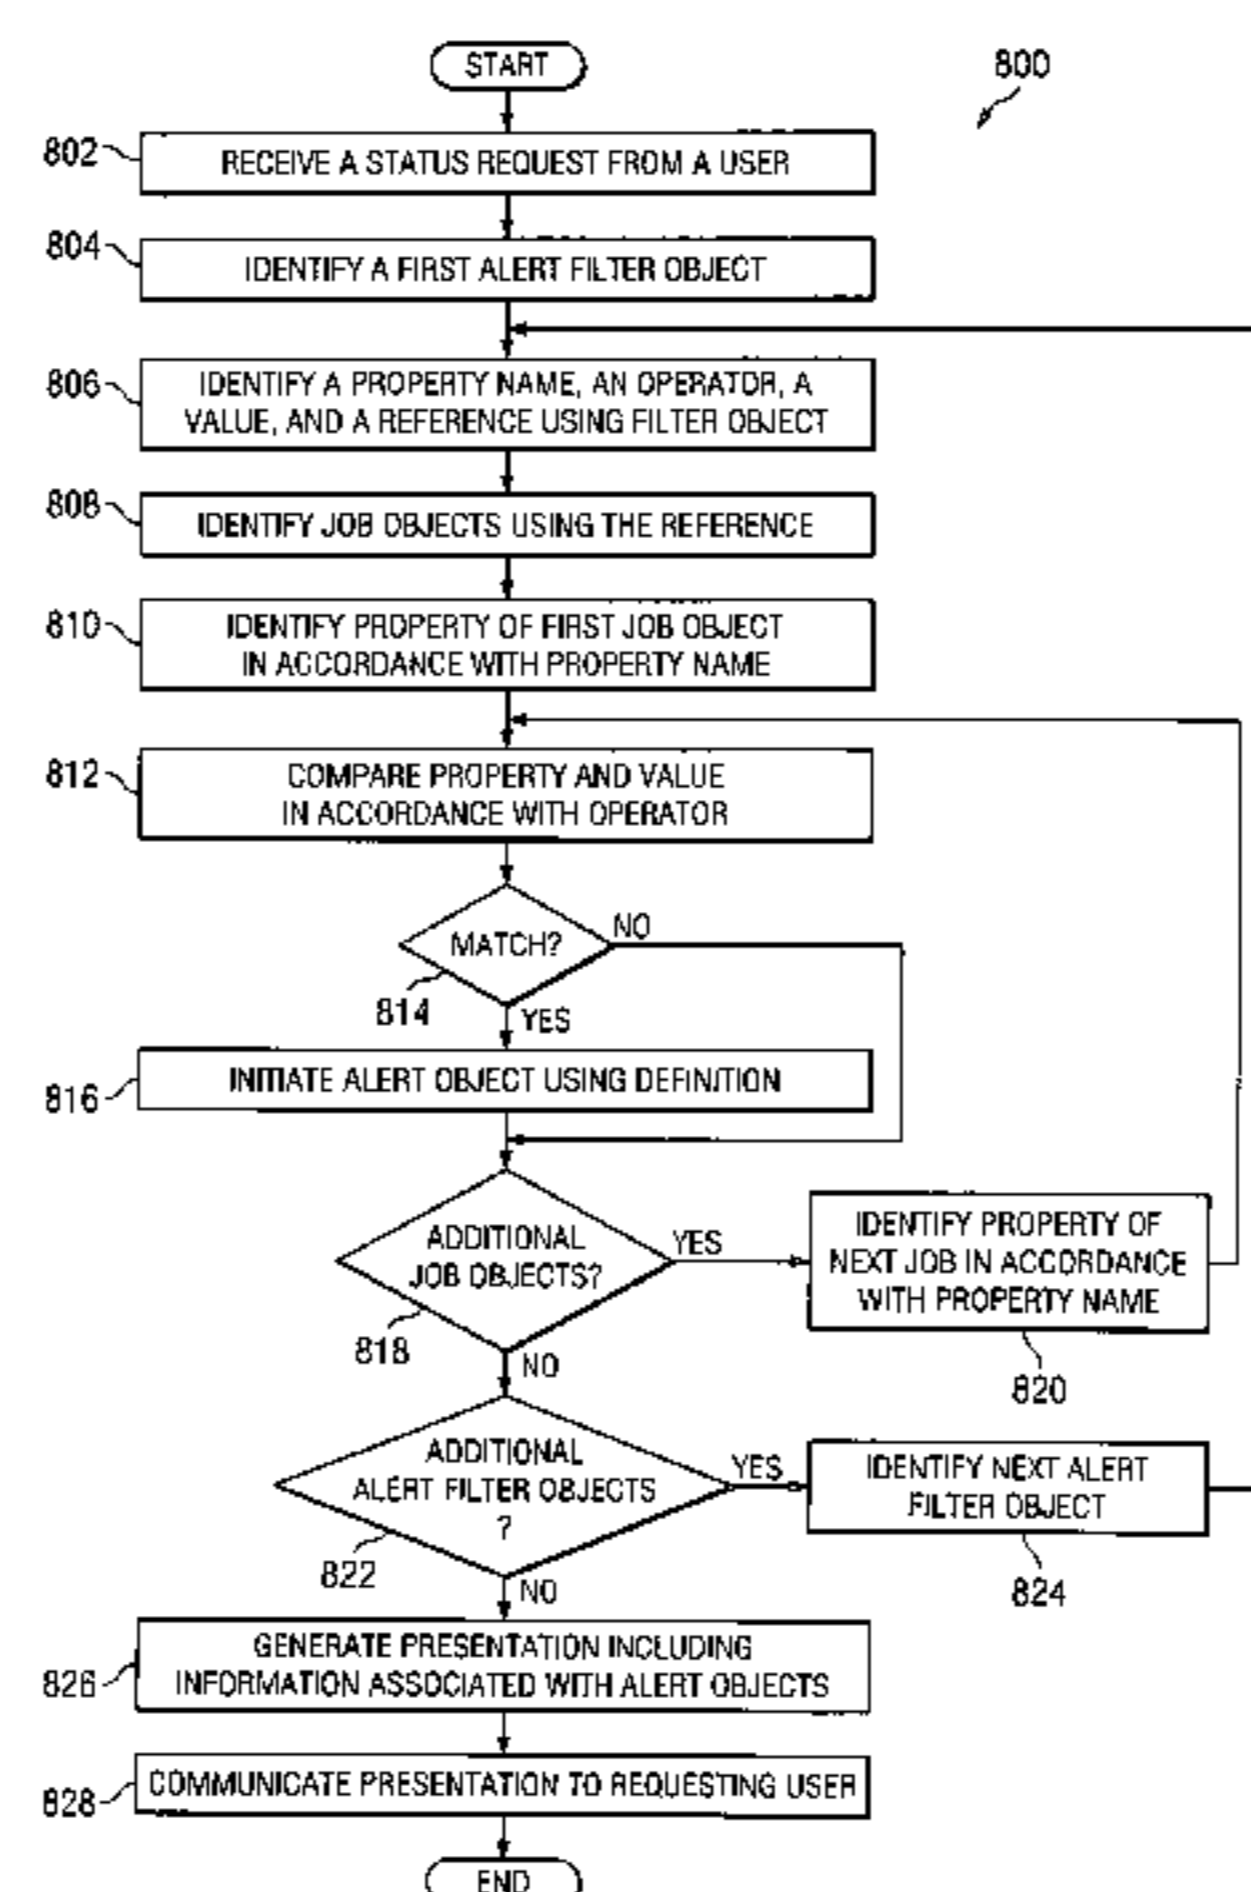 START
800
802
RECEIVE A STATUS REQUEST FROM A USER
804
IDENTIFY A FIRST ALERT FILTER OBJECT
806
IDENTIFY A PROPERTY NAME, AN OPERATOR, A
VALUE, AND A REFERENCE USING FILTER OBJECT
808
IDENTIFY JOB OBJECTS USING THE REFERENCE
810
IDENTIFY PROPERTY OF FIRST JOB OBJECT
IN ACCORDANCE WITH PROPERTY NAME
812
COMPARE PROPERTY AND VALUE
IN ACCORDANCE WITH OPERATOR
MATCH?
NO
814
YES
816
INITIATE ALERT OBJECT USING DEFINITION
ADDITIONAL
JOB OBJECTS?
YES
818
NO
IDENTIFY PROPERTY OF
NEXT JOB IN ACCORDANCE
WITH PROPERTY NAME
820
ADDITIONAL
ALERT FILTER OBJECTS
?
YES
822
NO
IDENTIFY NEXT ALERT
FILTER OBJECT
824
826
GENERATE PRESENTATION INCLUDING
INFORMATION ASSOCIATED WITH ALERT OBJECTS
828
COMMUNICATE PRESENTATION TO REQUESTING USER
END